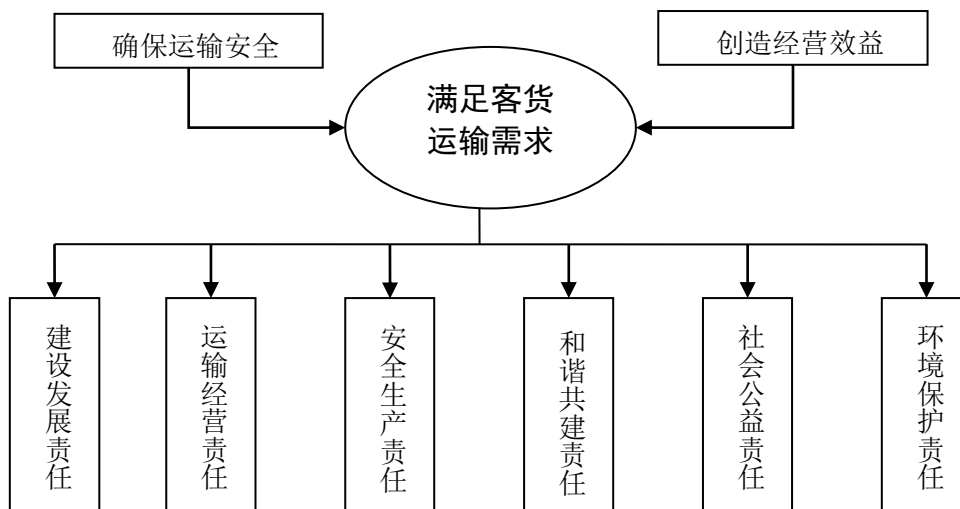 确保运输安全
创造经营效益
满足客货
运输需求
建设发展责任
运输经营责任
安全生产责任
和谐共建责任
社会公益责任
环境保护责任